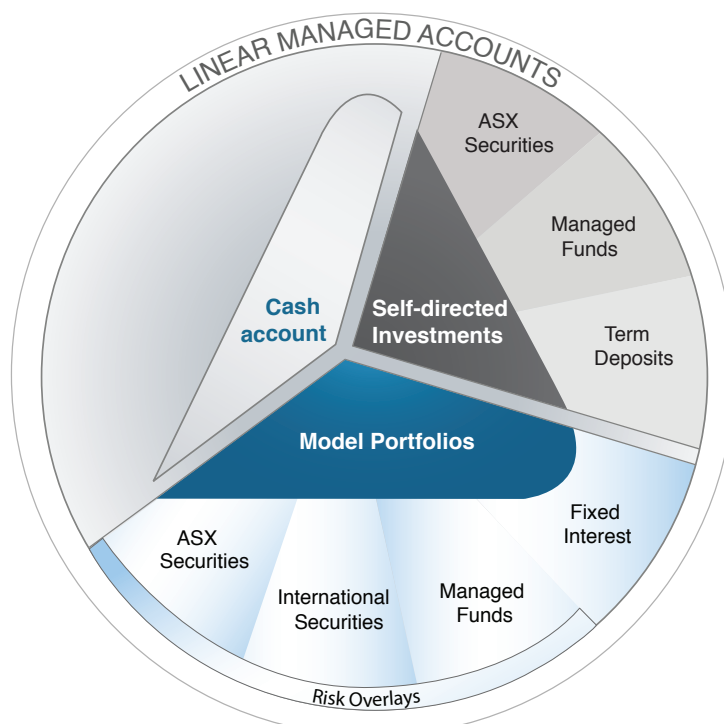 LINEAR MANAGED ACCOUNTS
ASX
Securities
Managed
Funds
Term
Deposits
Cash
account
Self-directed
Investments
Model Portfolios
Fixed
Interest
ASX
Securities
International
Securities
Managed
Funds
Risk Overlays